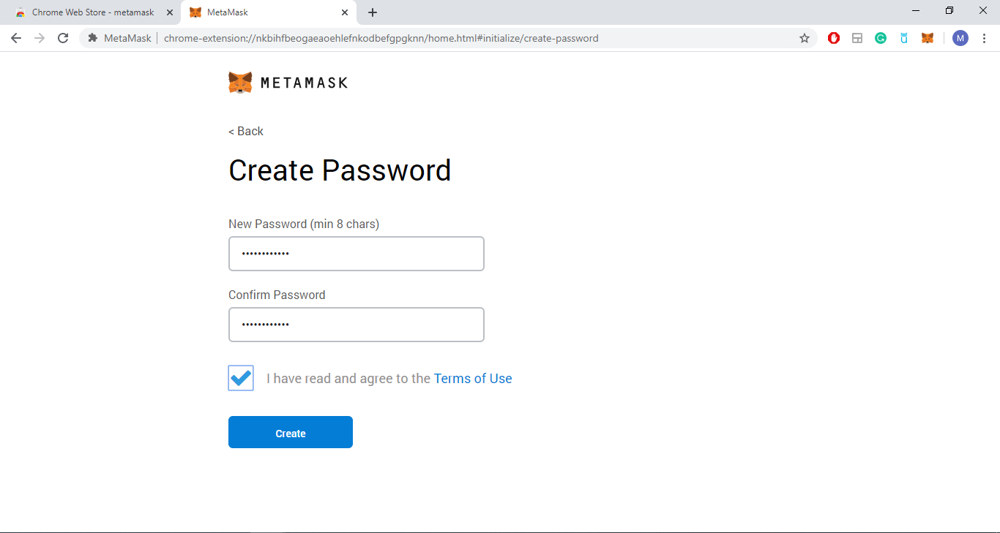 Chrome Web Store - metamask
MetaMask
MetaMask
chrome-extension://nkbihfbeogaeaoehlefnkodbefgpgknn/home.html#initialize/create-password
M
METAMASK
< Back
Create Password
New Password (min 8 chars)
••••••••••••
Confirm Password
••••••••••••
I have read and agree to the Terms of Use
Create